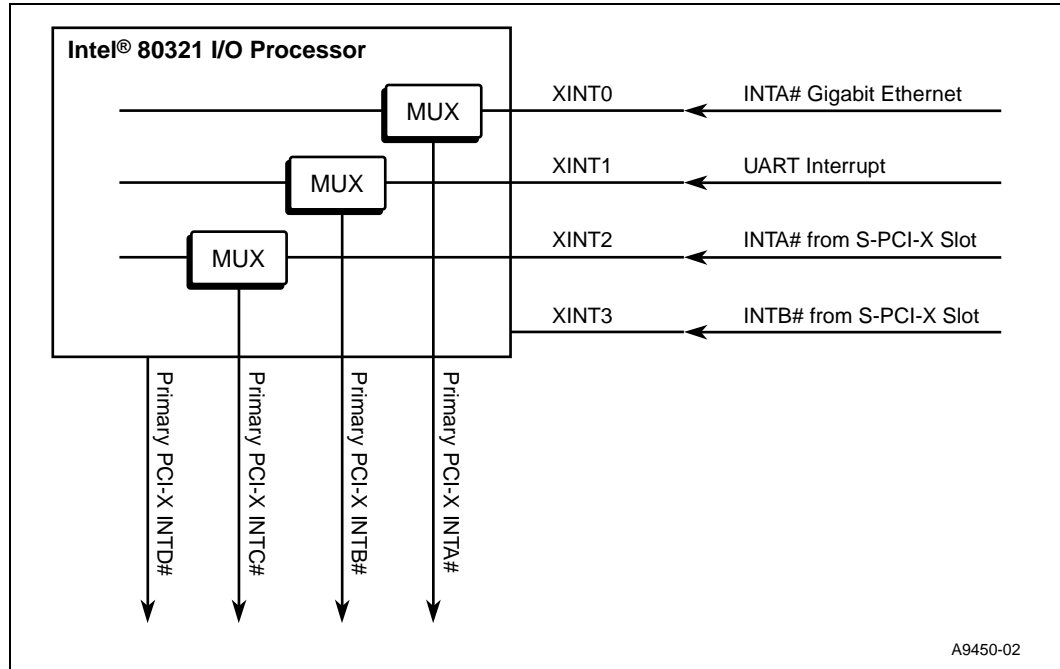 Intel® 80321 I/O Processor
MUX
XINT0
INTA# Gigabit Ethernet
MUX
XINT1
UART Interrupt
MUX
XINT2
INTA# from S-PCI-X Slot
XINT3
INTB# from S-PCI-X Slot
Primary PCI-X INTD#
Primary PCI-X INTC#
Primary PCI-X INTB#
Primary PCI-X INTA#
A9450-02